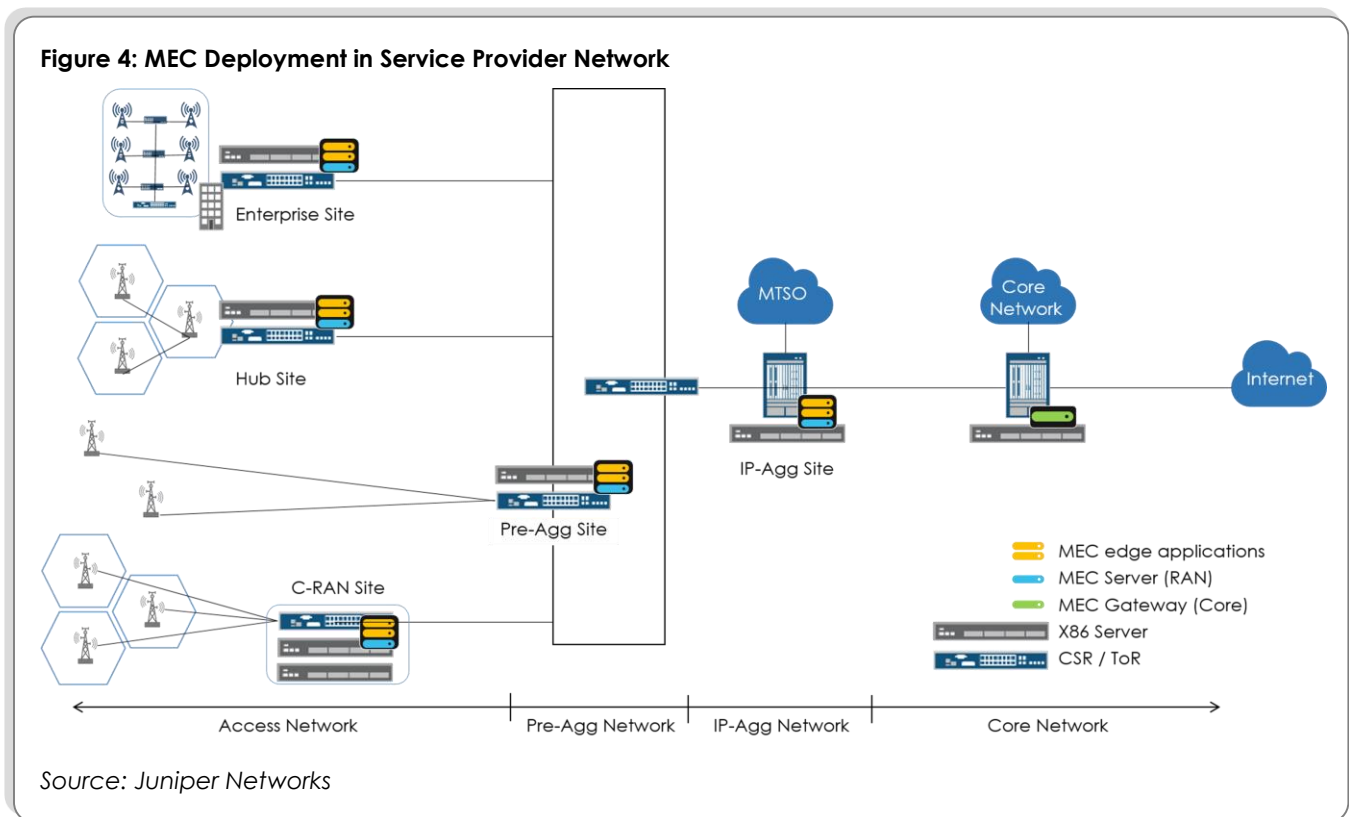 Figure 4: MEC Deployment in Service Provider Network
Enterprise Site
Hub Site
Pre-Agg Site
C-RAN Site
MTSO
IP-Agg Site
Core
Network
Internet
MEC edge applications
MEC Server (RAN)
MEC Gateway (Core)
X86 Server
CSR / ToR
Access Network
Pre-Agg Network
IP-Agg Network
Core Network
Source: Juniper Networks